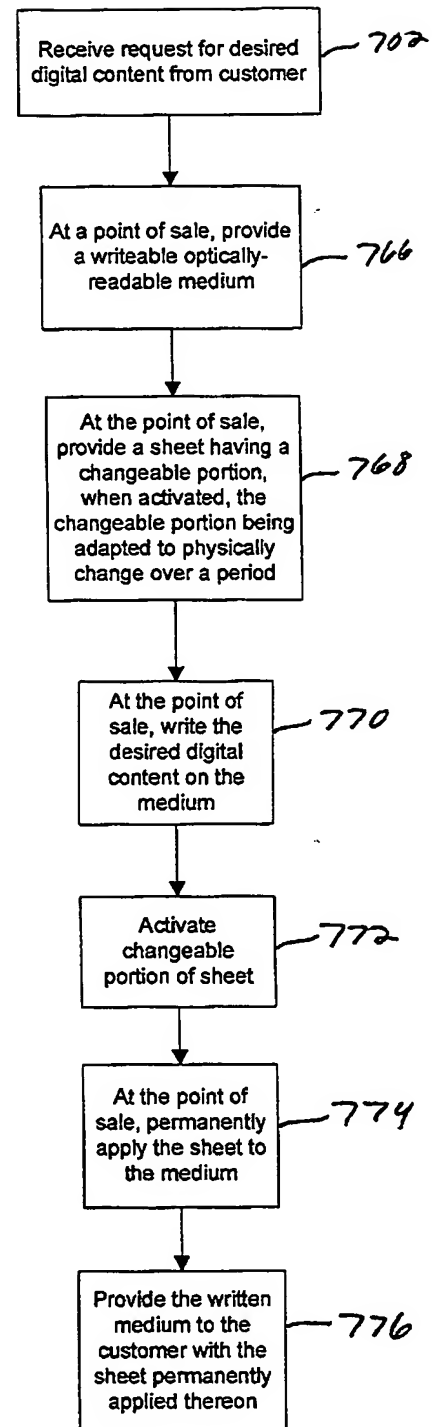 Receive request for desired
digital content from customer
702
At a point of sale, provide
a writeable optically-
readable medium
766
At the point of sale,
provide a sheet having a
changeable portion,
when activated, the
changeable portion being
adapted to physically
change over a period
768
At the point of
sale, write the
desired digital
content on the
medium
770
Activate
changeable
portion of sheet
772
At the point of
sale, permanently
apply the sheet to
the medium
774
Provide the written
medium to the
customer with the
sheet permanently
applied thereon
776